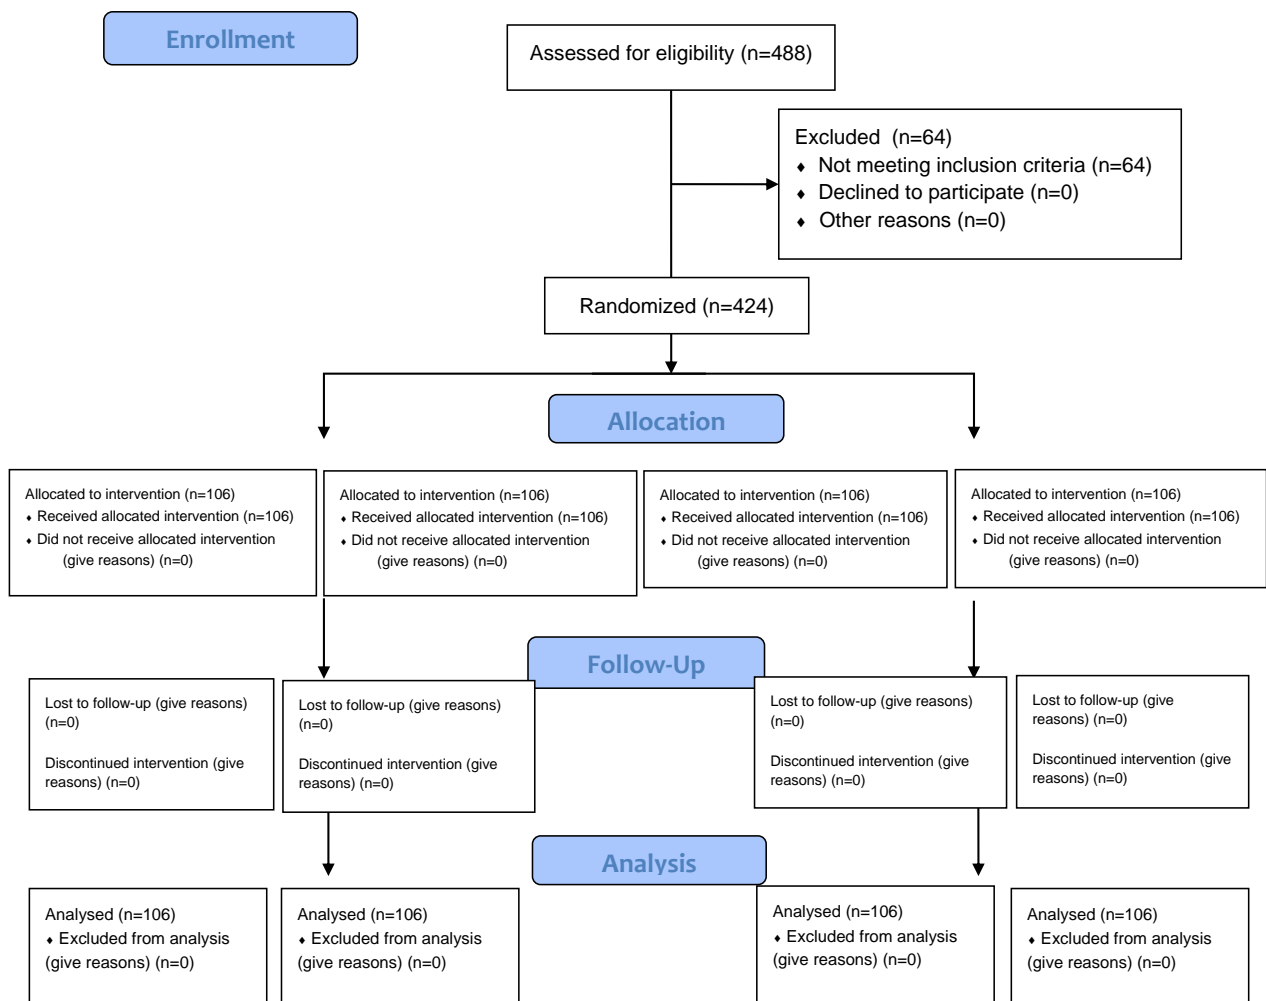 Enrollment
Assessed for eligibility (n=488)
Excluded (n=64)
♦ Not meeting inclusion criteria (n=64)
♦ Declined to participate (n=0)
♦ Other reasons (n=0)
Randomized (n=424)
Allocation
Allocated to intervention (n=106)
♦ Received allocated intervention (n=106)
♦ Did not receive allocated intervention
(give reasons) (n=0)
Allocated to intervention (n=106)
♦ Received allocated intervention (n=106)
♦ Did not receive allocated intervention
(give reasons) (n=0)
Allocated to intervention (n=106)
♦ Received allocated intervention (n=106)
♦ Did not receive allocated intervention
(give reasons) (n=0)
Allocated to intervention (n=106)
♦ Received allocated intervention (n=106)
♦ Did not receive allocated intervention
(give reasons) (n=0)
Follow-Up
Lost to follow-up (give reasons)
(n=0)
Discontinued intervention (give
reasons) (n=0)
Lost to follow-up (give reasons)
(n=0)
Discontinued intervention (give
reasons) (n=0)
Lost to follow-up (give reasons)
(n=0)
Discontinued intervention (give
reasons) (n=0)
Lost to follow-up (give
reasons) (n=0)
Discontinued intervention (give
reasons) (n=0)
Analysis
Analysed (n=106)
♦ Excluded from analysis
(give reasons) (n=0)
Analysed (n=106)
♦ Excluded from analysis
(give reasons) (n=0)
Analysed (n=106)
♦ Excluded from analysis
(give reasons) (n=0)
Analysed (n=106)
♦ Excluded from analysis
(give reasons) (n=0)